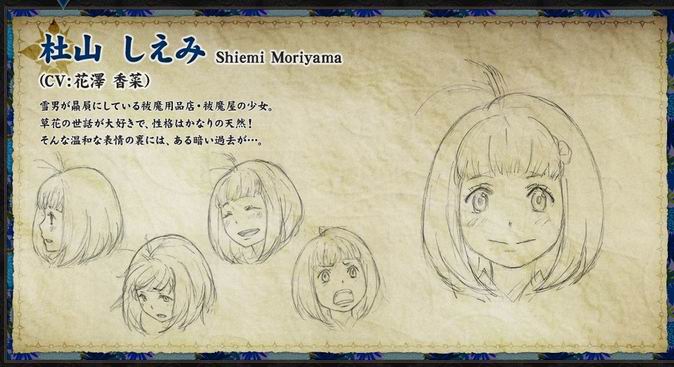 杜山 しえみ Shiemi Moriyama
(CV:花澤 香菜)
雪男が贔屓にしている祓魔用品店・祓魔屋の少女。
草花の世話が大好きで、性格はかなりの天然!
そんな温和な表情の裏には、ある暗い過去が…。